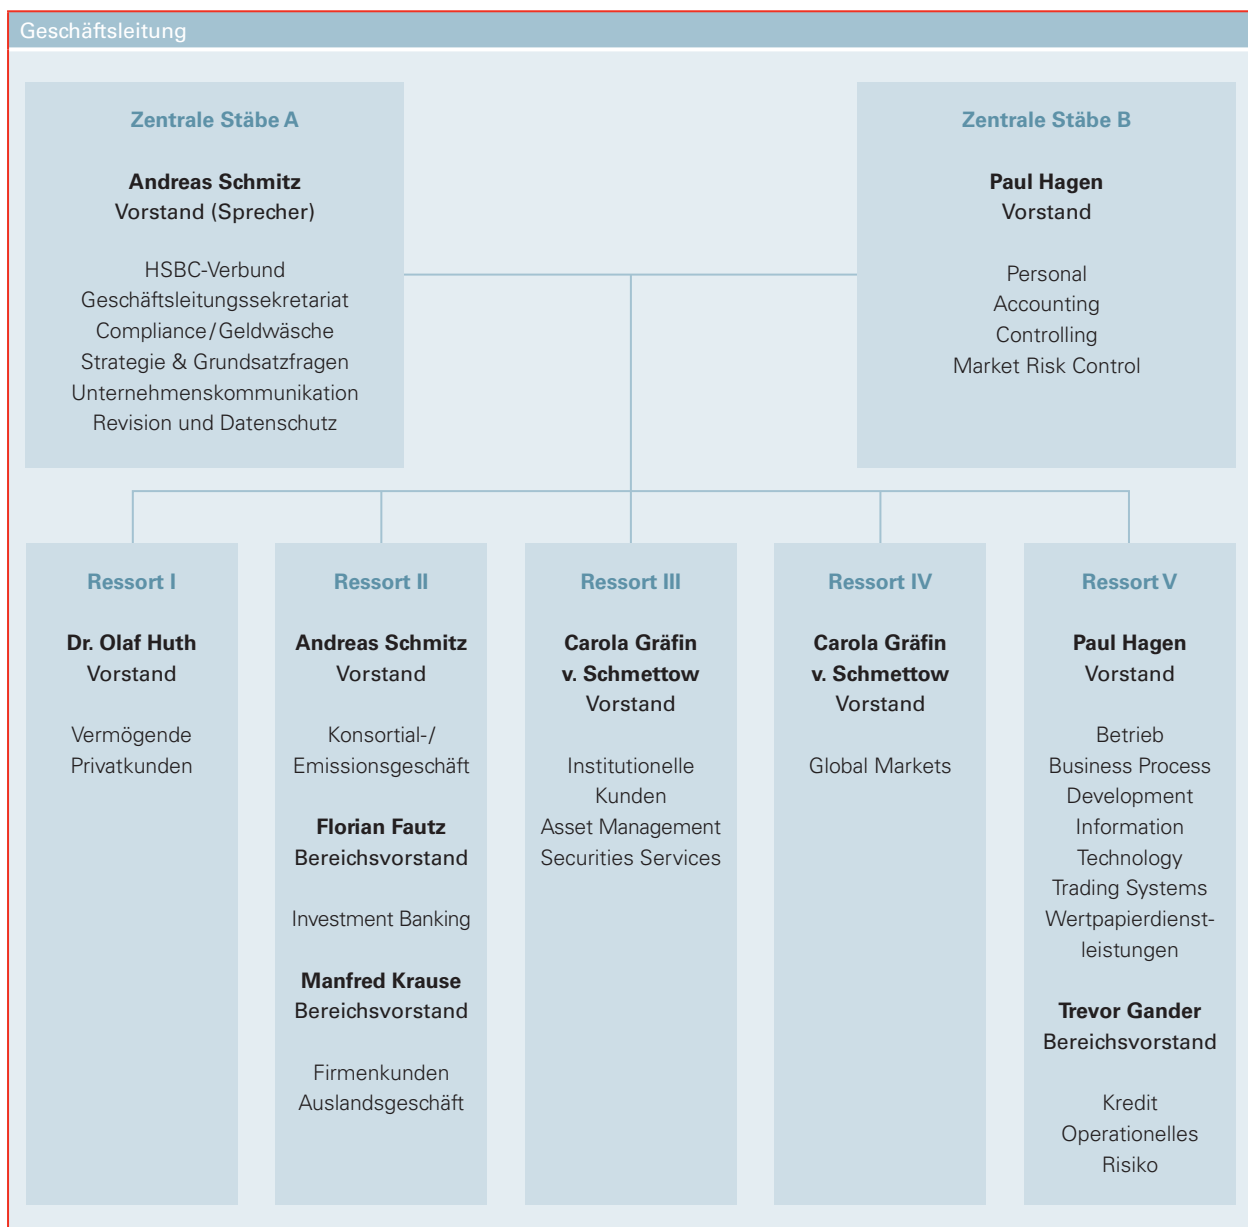 Geschäftsleitung
Zentrale Stäbe A
Andreas Schmitz
Vorstand (Sprecher)
HSBC-Verbund
Geschäftsleitungssekretariat
Compliance/Geldwäsche
Strategie & Grundsatzfragen
Unternehmenskommunikation
Revision und Datenschutz
Zentrale Stäbe B
Paul Hagen
Vorstand
Personal
Accounting
Controlling
Market Risk Control
Ressort I
Dr. Olaf Huth
Vorstand
Vermögende
Privatkunden
Ressort II
Andreas Schmitz
Vorstand
Konsortial-/
Emissionsgeschäft
Florian Fautz
Bereichsvorstand
Investment Banking
Manfred Krause
Bereichsvorstand
Firmenkunden
Auslandsgeschäft
Ressort III
Carola Gräfin
v. Schmettow
Vorstand
Institutionelle
Kunden
Asset Management
Securities Services
Ressort IV
Carola Gräfin
v. Schmettow
Vorstand
Global Markets
Ressort V
Paul Hagen
Vorstand
Betrieb
Business Process
Development
Information
Technology
Trading Systems
Wertpapierdienst-
leistungen
Trevor Gander
Bereichsvorstand
Kredit
Operationelles
Risiko